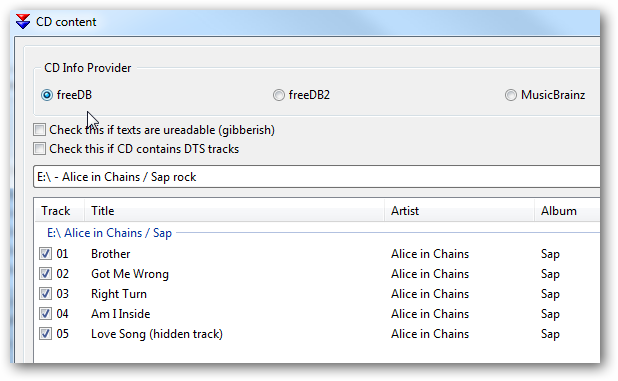 CD content
CD Info Provider
freeDB freeDB2 MusicBrainz
Check this if texts are ureadable (gibberish)
Check this if CD contains DTS tracks
E:\ - Alice in Chains / Sap rock
Track Title Artist Album
E:\ Alice in Chains / Sap
01 Brother Alice in Chains Sap
02 Got Me Wrong Alice in Chains Sap
03 Right Turn Alice in Chains Sap
04 Am I Inside Alice in Chains Sap
05 Love Song (hidden track) Alice in Chains Sap